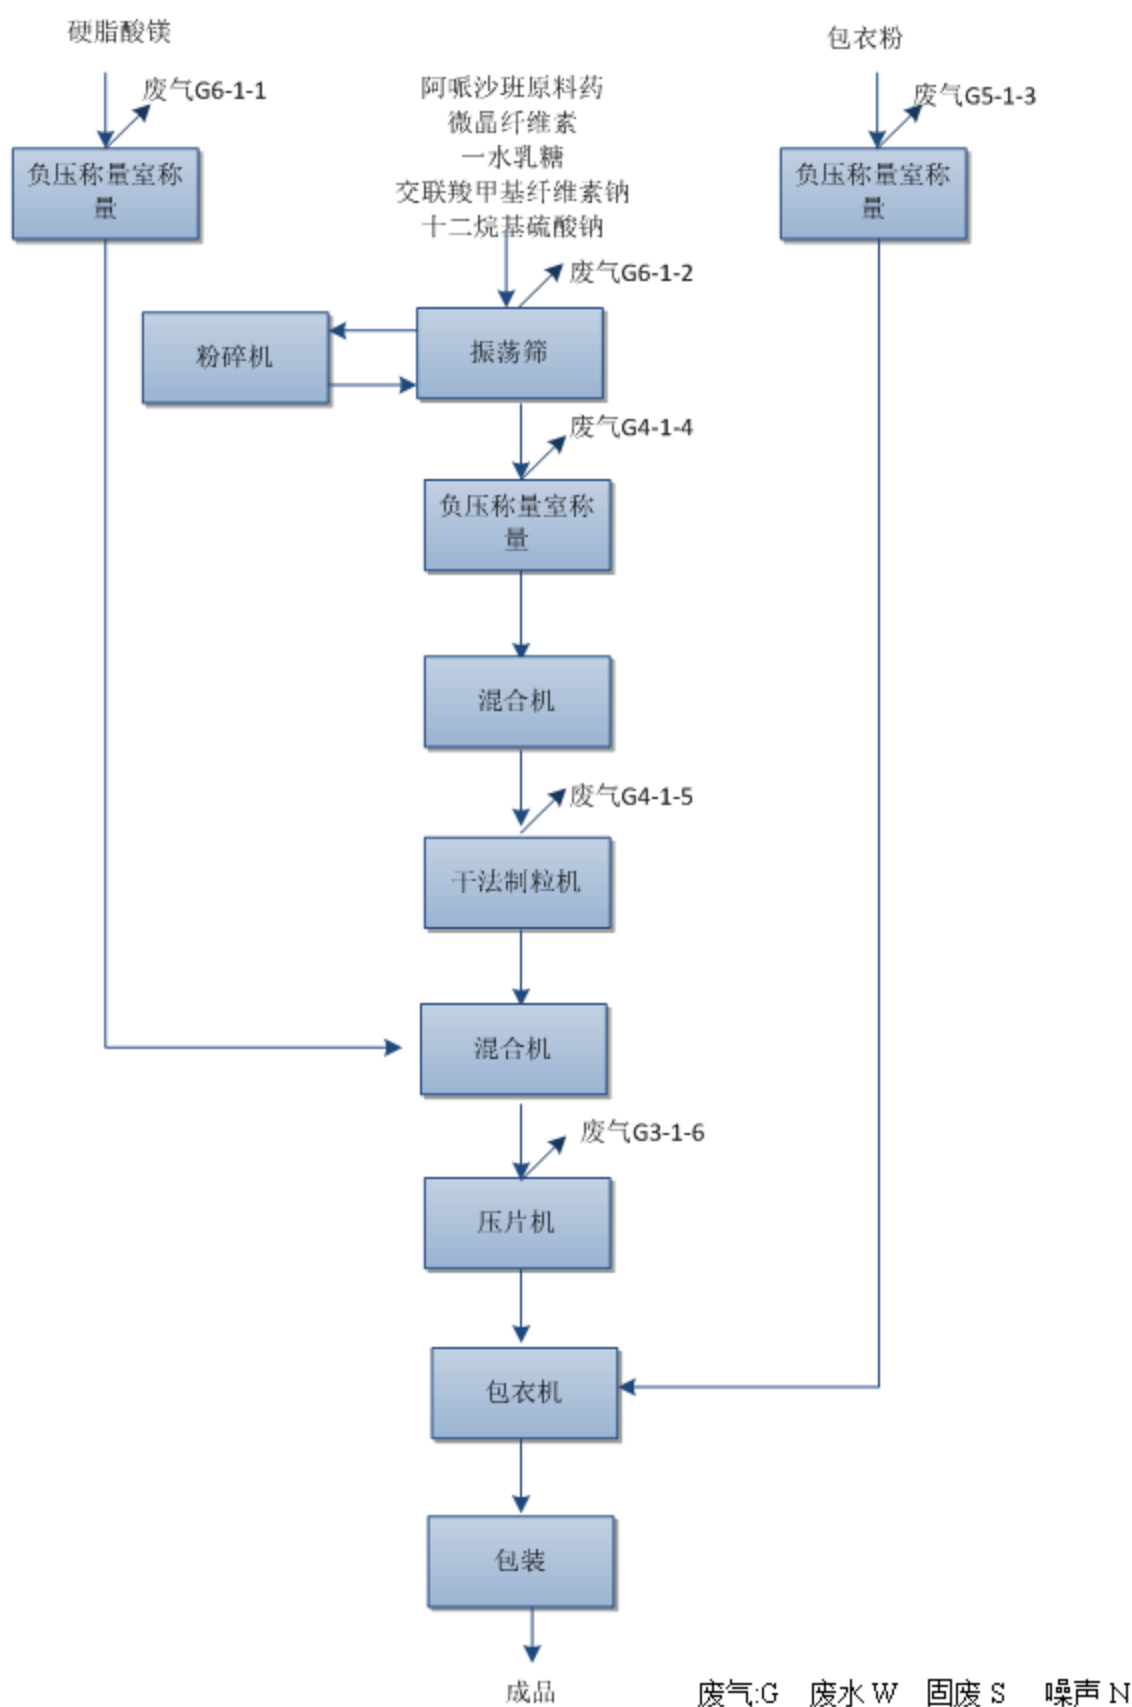 硬脂酸镁
包衣粉
废气G6-1-1
阿哌沙班原料药
废气G5-1-3
微晶纤维素
一水乳糖
负压称量室称
量
交联羧甲基纤维素钠
负压称量室称
量
十二烷基硫酸钠
废气G6-1-2
粉碎机
振荡筛
废气G4-1-4
负压称量室称
量
混合机
废气G4-1-5
干法制粒机
混合机
废气G3-1-6
压片机
包衣机
包装
成品
废气:G 废水 W 固废 S 噪声 N